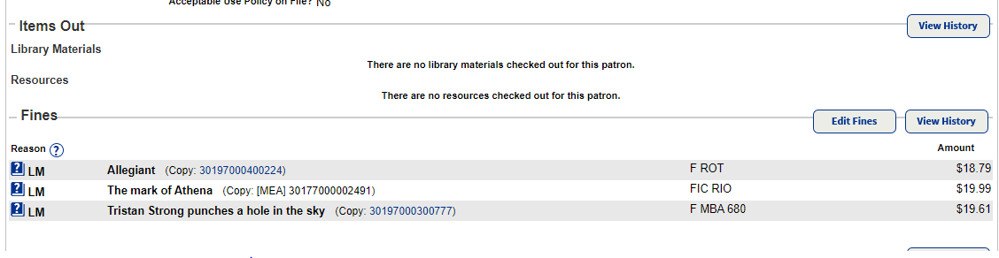 Acceptable Use Policy on File? No
Items Out
View History
Library Materials
There are no library materials checked out for this patron.
Resources
There are no resources checked out for this patron.
Fines
Edit Fines View History
Reason ? Amount
? LM Allegiant (Copy: 30197000400224) F ROT $18.79
? LM The mark of Athena (Copy: [MEA] 30177000002491) FIC RIO $19.99
? LM Tristan Strong punches a hole in the sky (Copy: 30197000300777) F MBA 680 $19.61